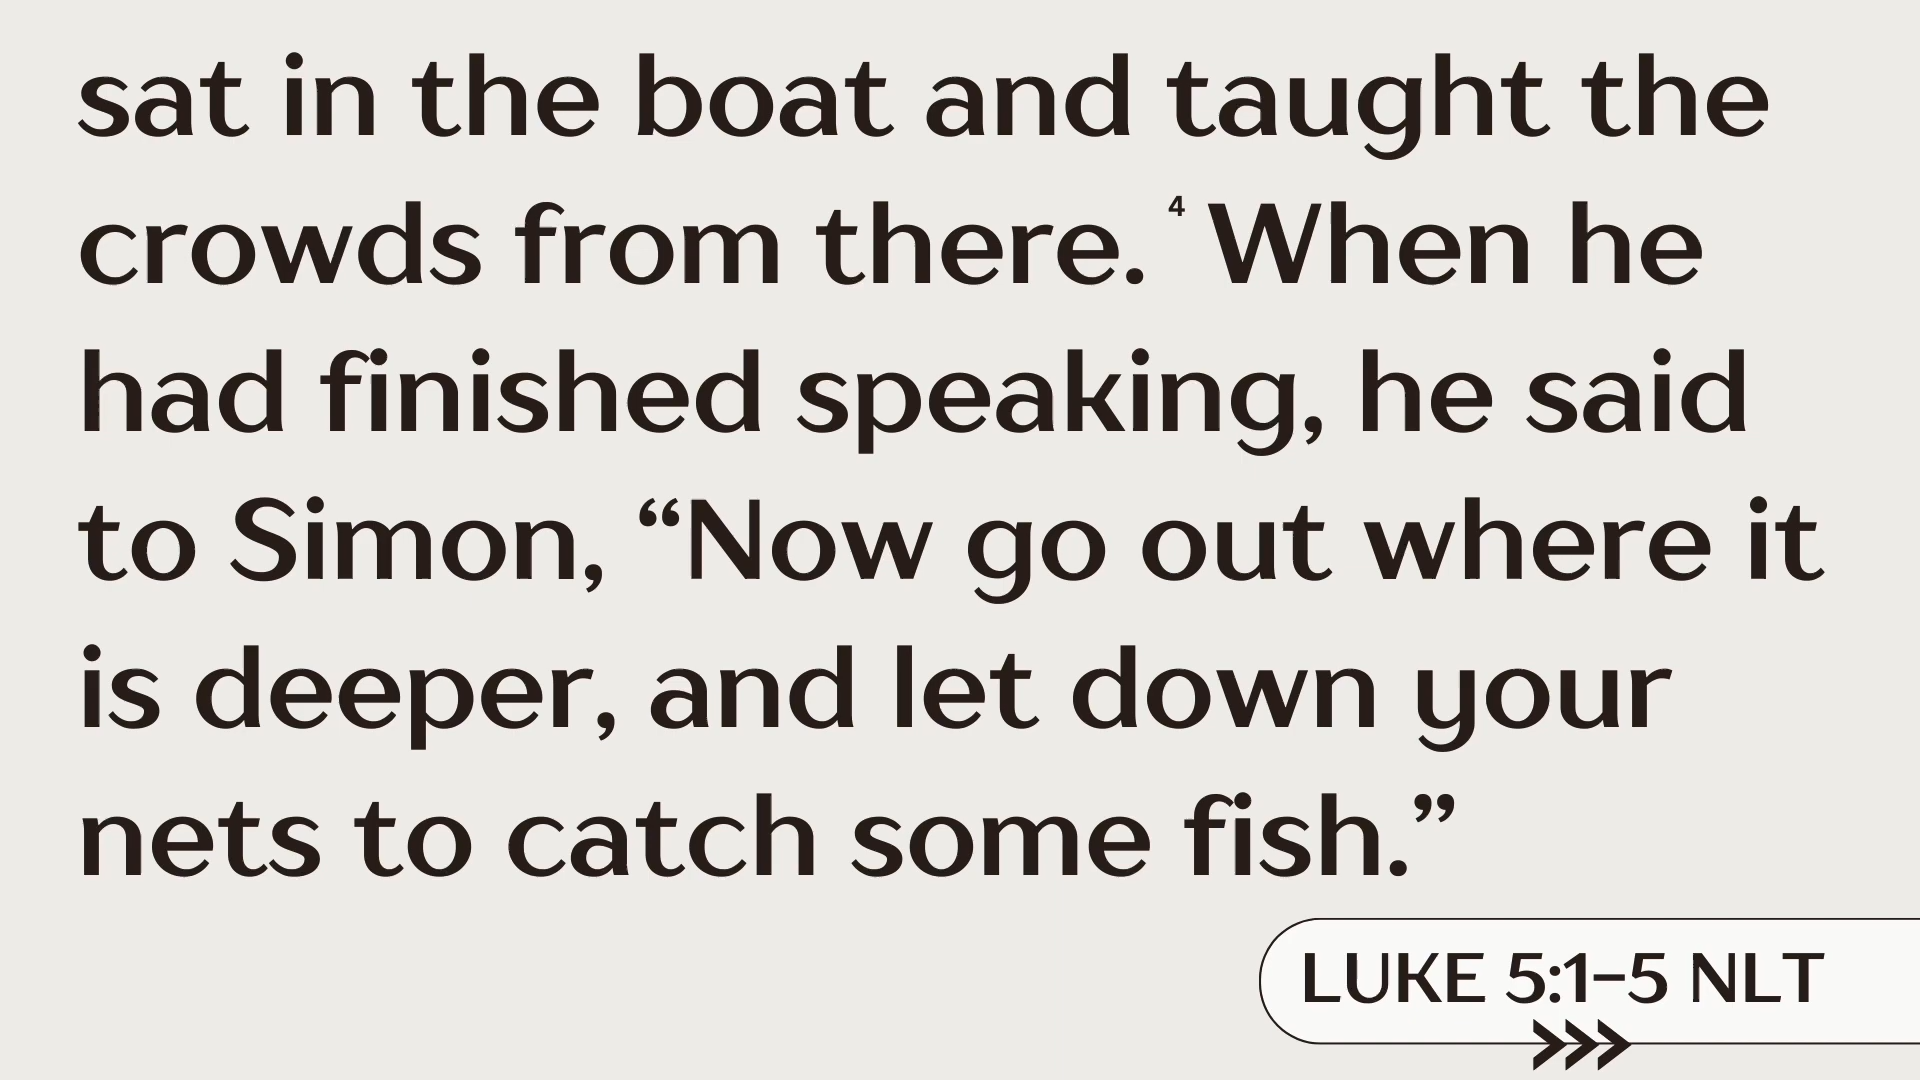 sat in the boat and taught the
crowds from there. ⁴ When he
had finished speaking, he said
to Simon, “Now go out where it
is deeper, and let down your
nets to catch some fish.”
LUKE 5:1–5 NLT